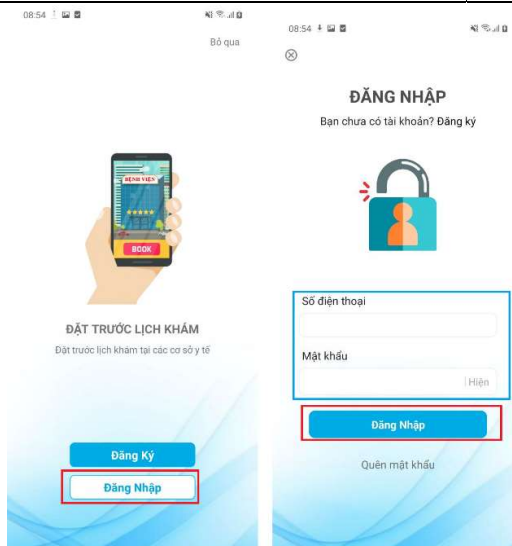 08:54
Bỏ qua
BỆNH VIỆN
BOOK
ĐẶT TRƯỚC LỊCH KHÁM
Đặt trước lịch khám tại các cơ sở y tế
Đăng Ký
Đăng Nhập
08:54
ĐĂNG NHẬP
Bạn chưa có tài khoản? Đăng ký
Số điện thoại
Mật khẩu
Hiện
Đăng Nhập
Quên mật khẩu